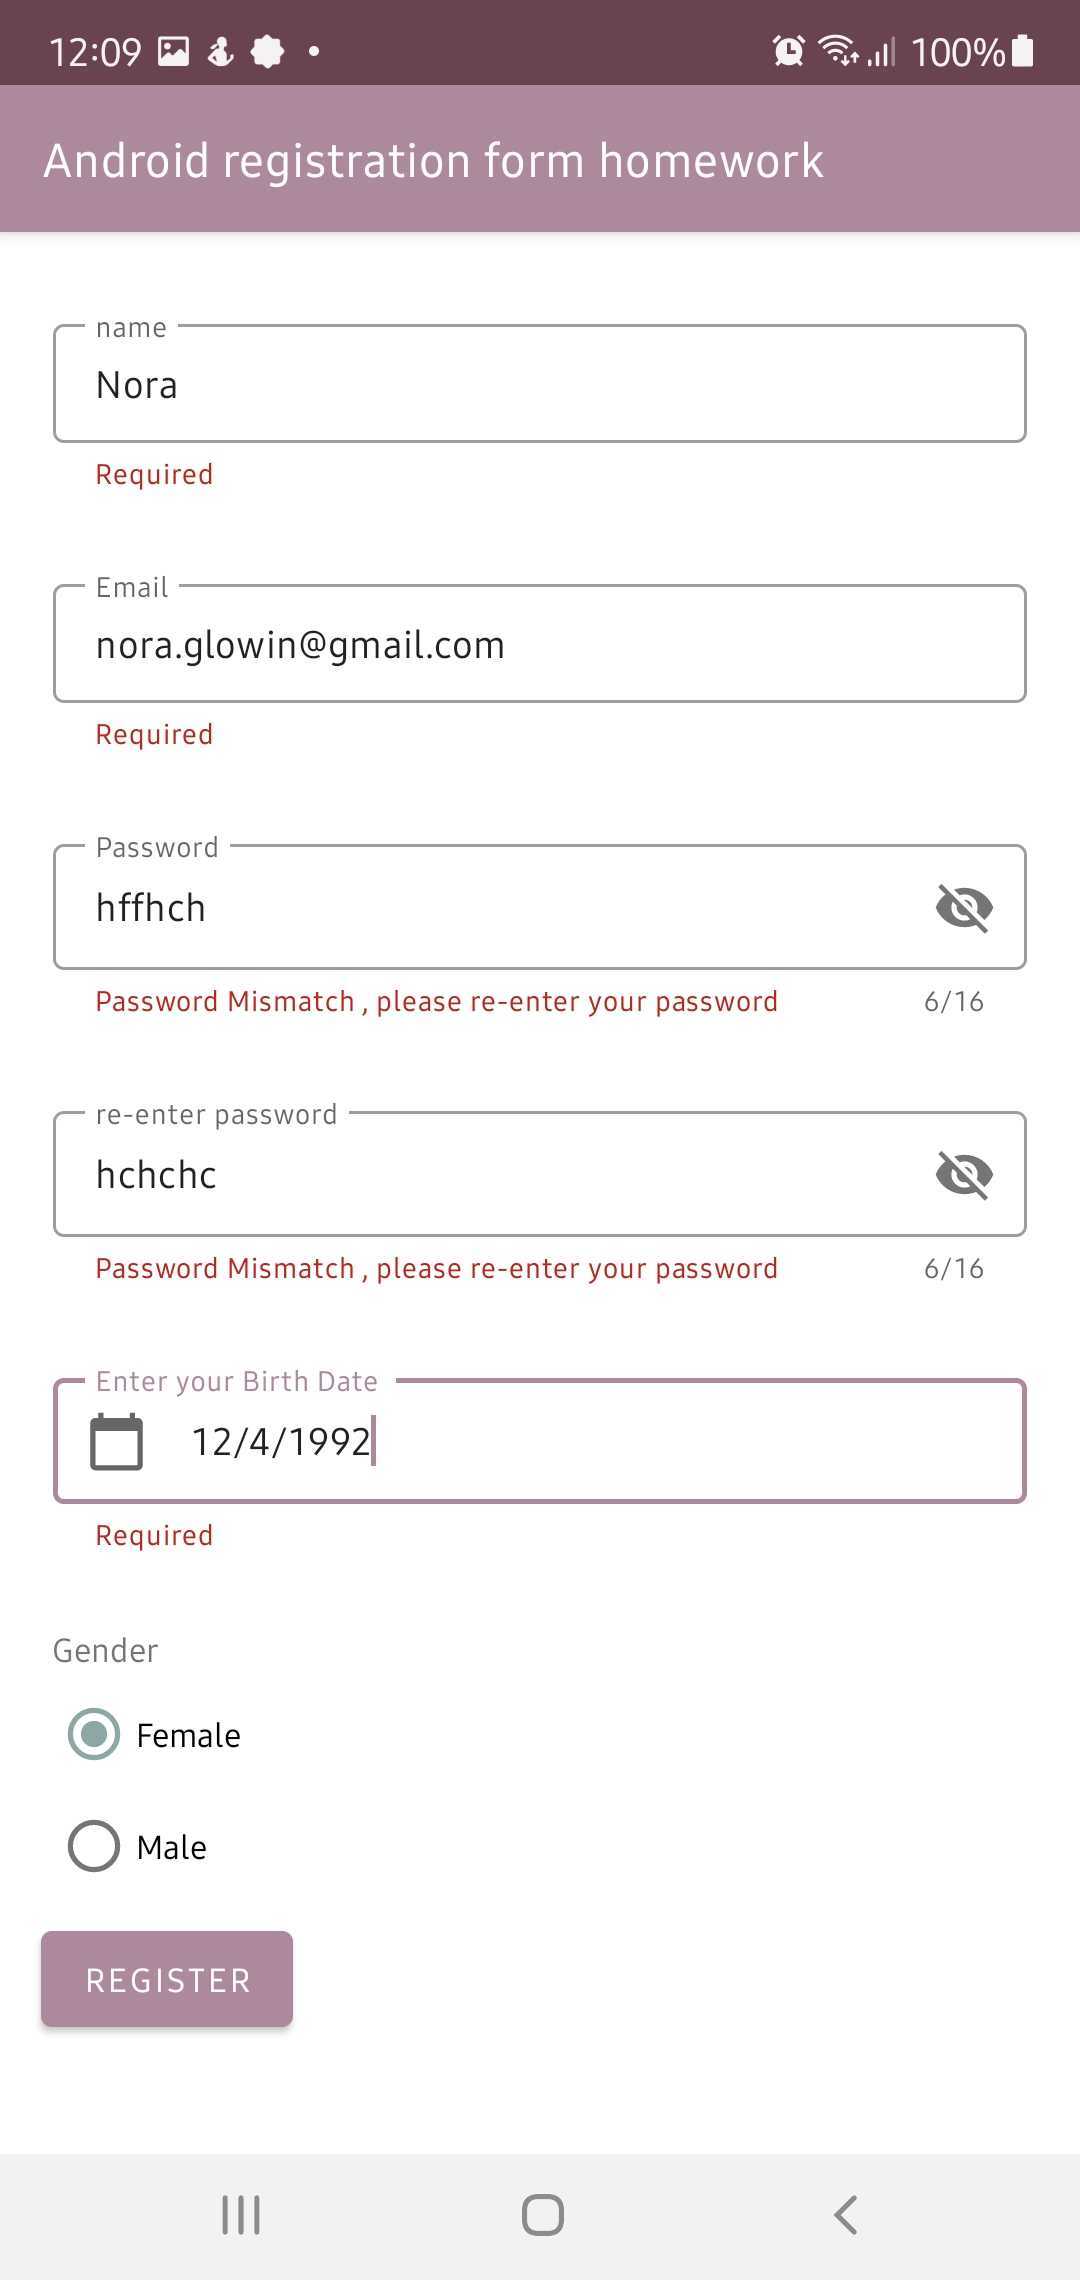 12:09 100%
Android registration form homework
name
Nora
Required
Email
nora.glowin@gmail.com
Required
Password
hffhch
Password Mismatch , please re-enter your password 6/16
re-enter password
hchchc
Password Mismatch , please re-enter your password 6/16
Enter your Birth Date
12/4/1992
Required
Gender
Female
Male
REGISTER